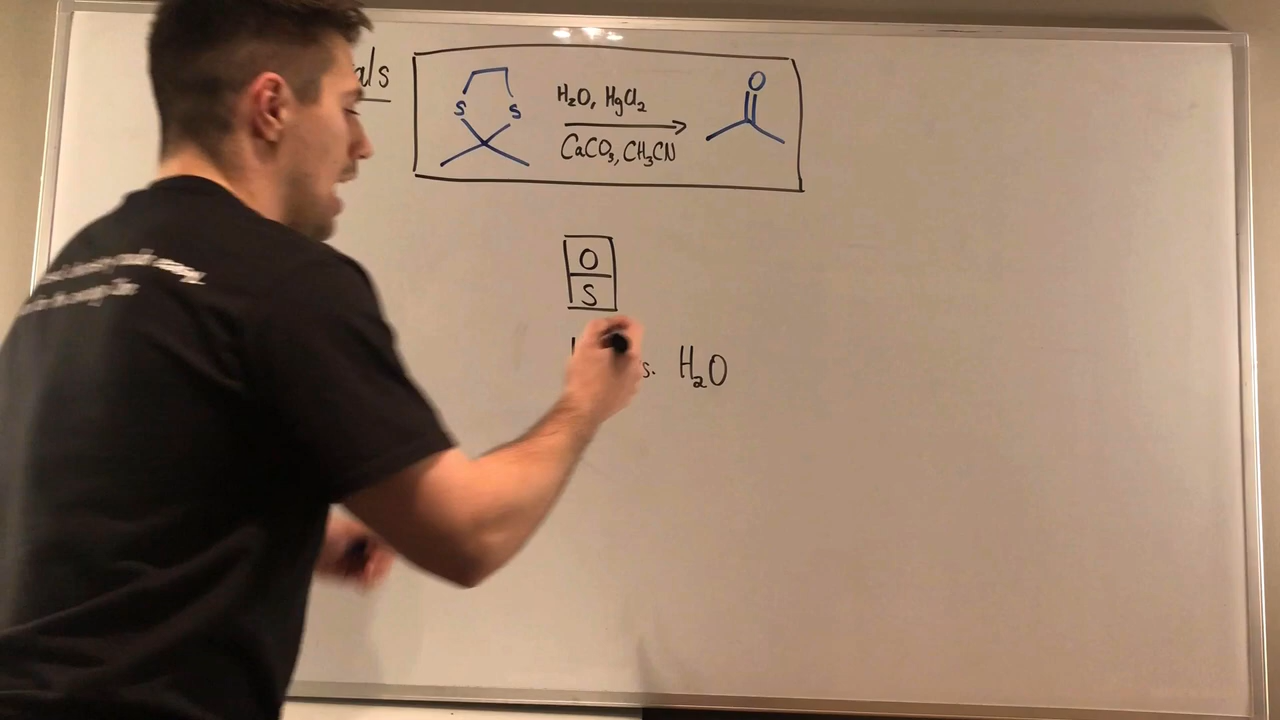 als
S S
H₂O, HgCl₂
CaCO₃, CH₃CN
O
O
S
s. H₂O